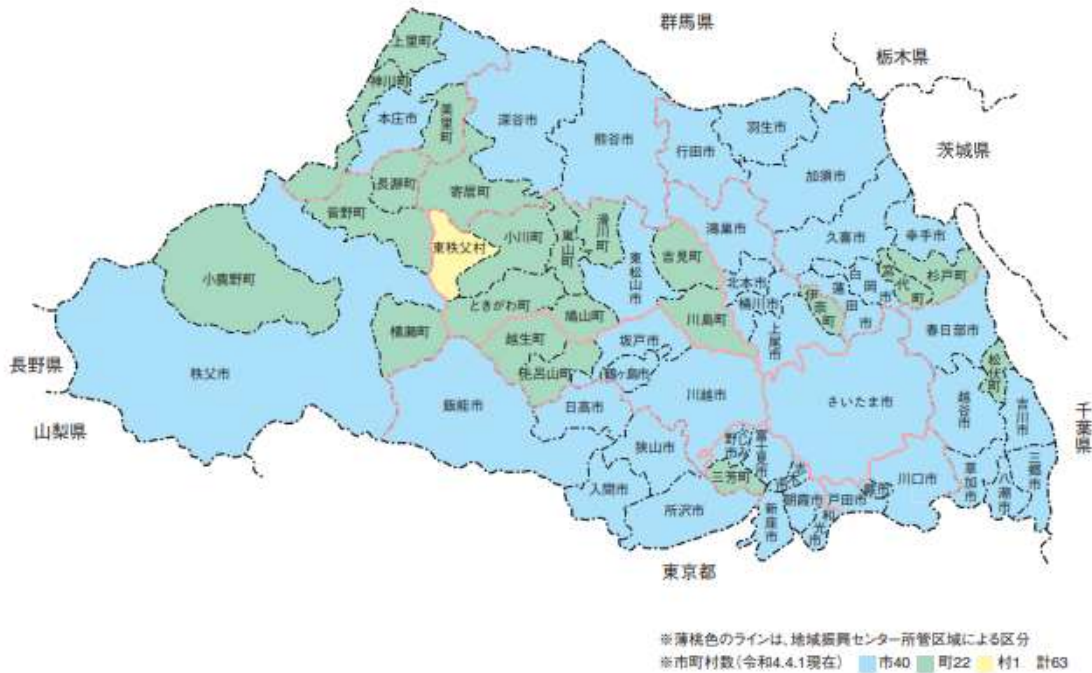 群馬県
栃木県
茨城県
千葉県
東京都
山梨県
長野県
上里町
神川町
本庄市
美里町
深谷市
熊谷市
行田市
羽生市
加須市
長瀞町
皆野町
寄居町
東秩父村
小川町
嵐山町
滑川町
東松山市
吉見町
鴻巣市
久喜市
幸手市
杉戸町
宮代町
白岡市
蓮田市
伊奈町
北本市
桶川市
上尾市
春日部市
松伏町
小鹿野町
秩父市
横瀬町
ときがわ町
鳩山町
越生町
毛呂山町
坂戸市
鶴ヶ島市
川島町
川越市
さいたま市
越谷市
吉川市
三郷市
八潮市
草加市
川口市
蕨市
戸田市
和光市
朝霞市
志木市
新座市
富士見市
ふじみ野市
三芳町
飯能市
日高市
狭山市
入間市
所沢市
※薄桃色のラインは、地域振興センター所管区域による区分
※市町村数(令和4.4.1現在) 市40 町22 村1 計63